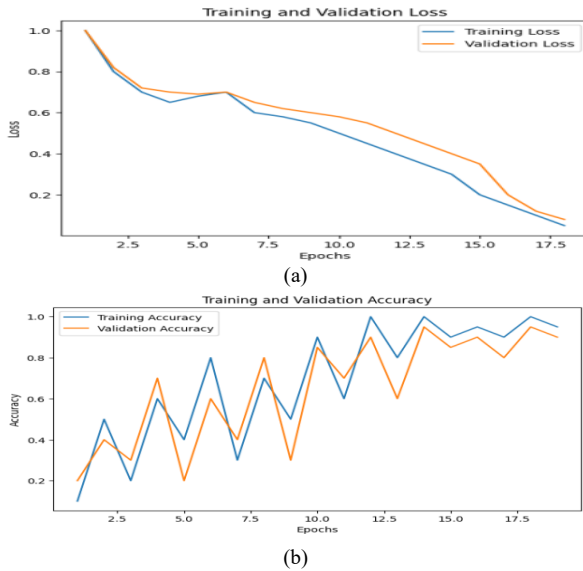 Training and Validation Loss
Training Loss
Validation Loss
1.0
0.8
0.6
0.4
0.2
Loss
2.5 5.0 7.5 10.0 12.5 15.0 17.5
Epochs
(a)
Training and Validation Accuracy
Training Accuracy
Validation Accuracy
1.0
0.8
0.6
0.4
0.2
Accuracy
2.5 5.0 7.5 10.0 12.5 15.0 17.5
Epochs
(b)